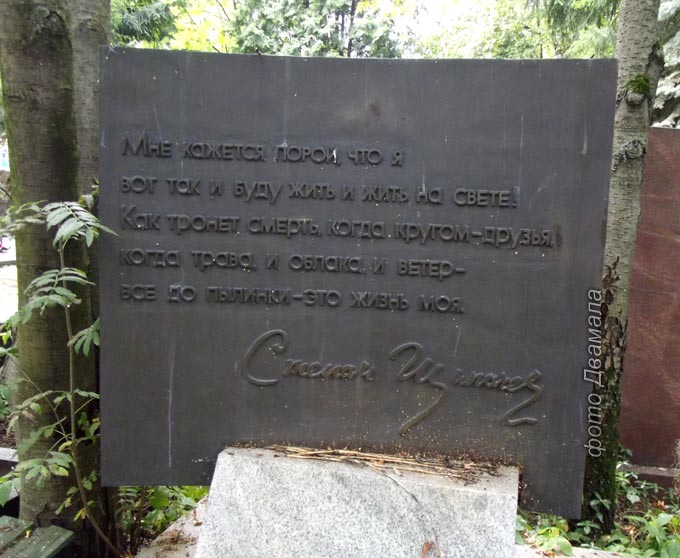 Мне кажется порой, что я
вот так и буду жить и жить на свете!
Как тронет смерть, когда кругом–друзья,
когда трава, и облака, и ветер–
все до пылинки–это жизнь моя.
Степан Щипачев
фото Двамала